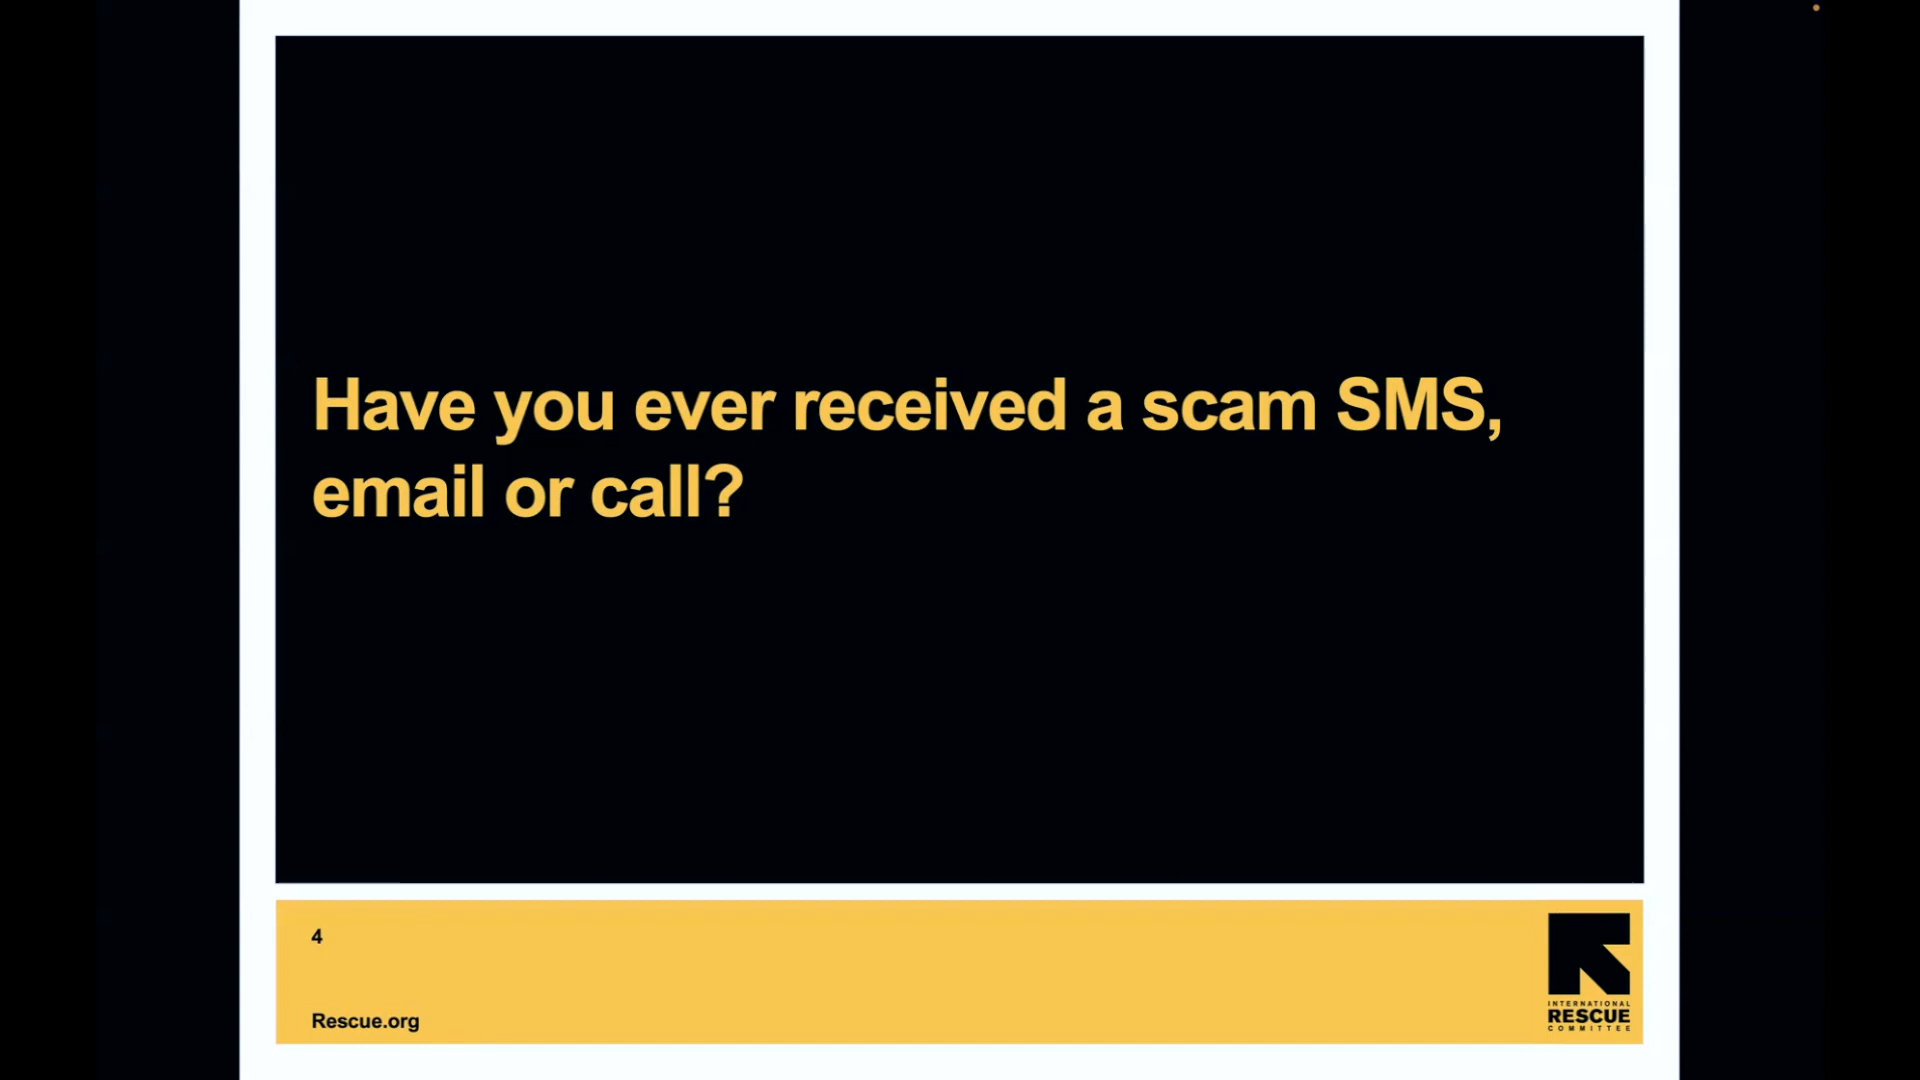 Have you ever received a scam SMS,
email or call?
4
Rescue.org
INTERNATIONAL
RESCUE
COMMITTEE